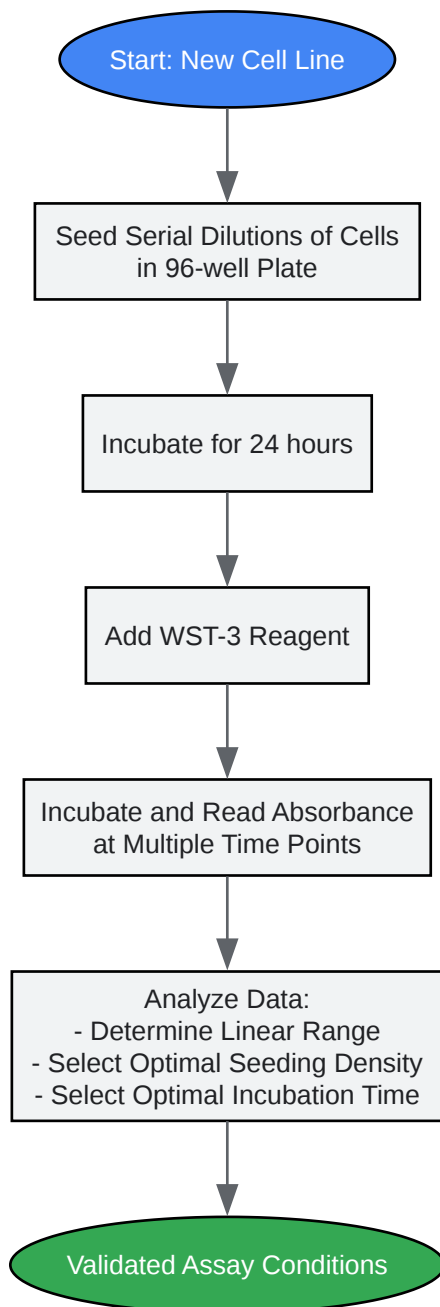 Start: New Cell Line
Seed Serial Dilutions of Cells
in 96-well Plate
Incubate for 24 hours
Add WST-3 Reagent
Incubate and Read Absorbance
at Multiple Time Points
Analyze Data:
- Determine Linear Range
- Select Optimal Seeding Density
- Select Optimal Incubation Time
Validated Assay Conditions